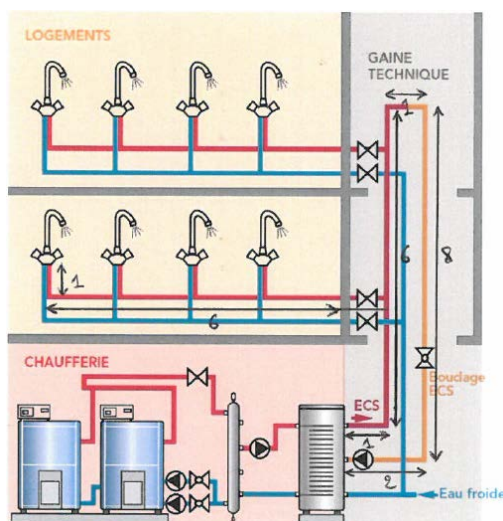 LOGEMENTS
GAINE
TECHNIQUE
1
6
8
1
6
CHAUFFERIE
Bouclage
ECS
ECS
1
2
Eau froide